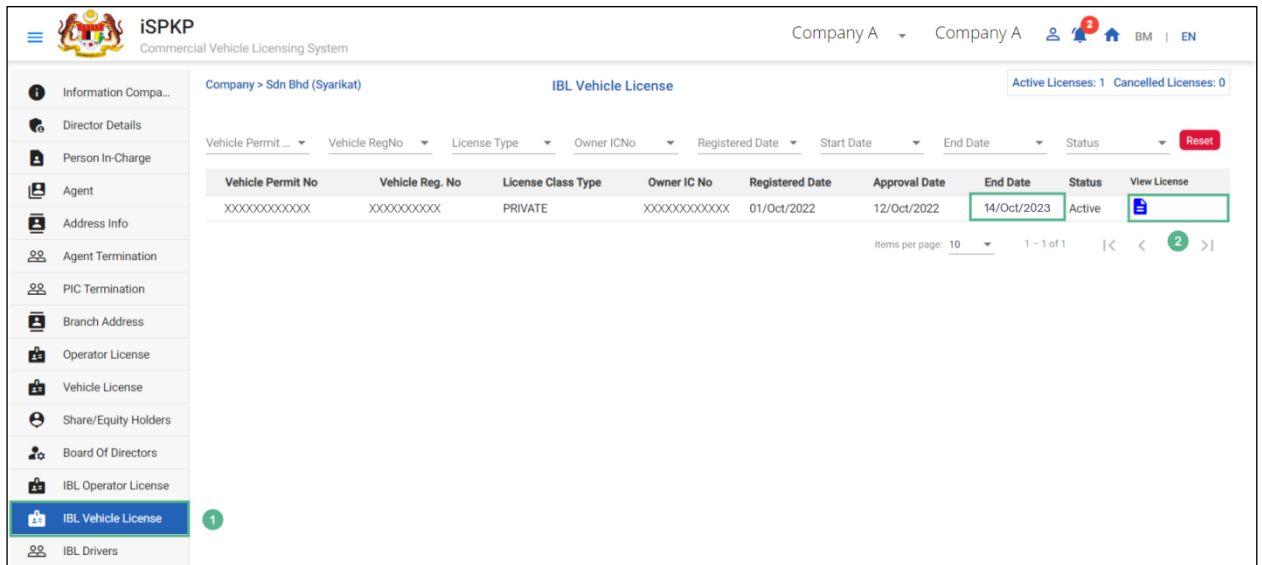 iSPKP
Commercial Vehicle Licensing System
Company A
Company A
2
BM | EN
Information Compa...
Director Details
Person In-Charge
Agent
Address Info
Agent Termination
PIC Termination
Branch Address
Operator License
Vehicle License
Share/Equity Holders
Board Of Directors
IBL Operator License
IBL Vehicle License
1
IBL Drivers
Company > Sdn Bhd (Syarikat)
IBL Vehicle License
Active Licenses: 1 Cancelled Licenses: 0
Vehicle Permit ... Vehicle RegNo License Type Owner ICNo Registered Date Start Date End Date Status Reset
Vehicle Permit No Vehicle Reg. No License Class Type Owner IC No Registered Date Approval Date End Date Status View License
XXXXXXXXXXXX XXXXXXXXXX PRIVATE XXXXXXXXXXXX 01/Oct/2022 12/Oct/2022 14/Oct/2023 Active
Items per page: 10 1 – 1 of 1 |< < 2 >|